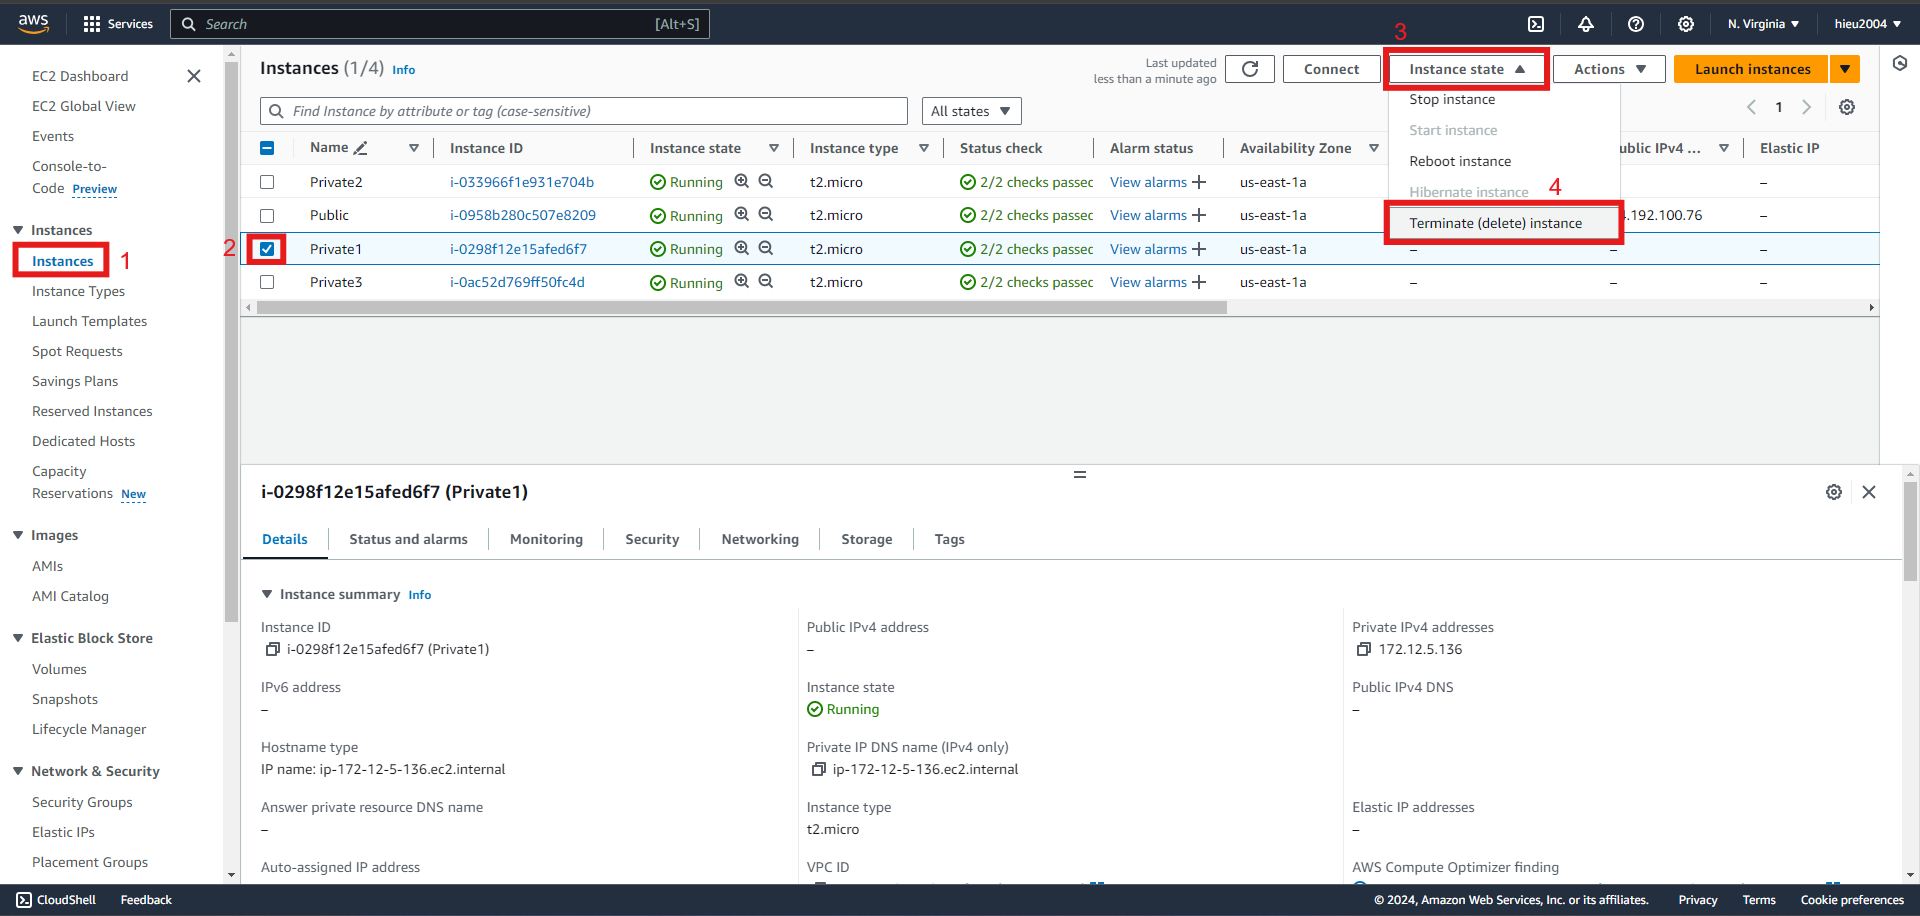 aws Services Search [Alt+S] N. Virginia hieu2004
EC2 Dashboard
EC2 Global View
Events
Console-to-
Code Preview
Instances
Instances 1
Instance Types
Launch Templates
Spot Requests
Savings Plans
Reserved Instances
Dedicated Hosts
Capacity
Reservations New
Images
AMIs
AMI Catalog
Elastic Block Store
Volumes
Snapshots
Lifecycle Manager
Network & Security
Security Groups
Elastic IPs
Placement Groups
Instances (1/4) Info
Last updated
less than a minute ago
Connect
3
Instance state
Actions
Launch instances
Find Instance by attribute or tag (case-sensitive)
All states
1
Stop instance
Start instance
Reboot instance
Hibernate instance
4
Terminate (delete) instance
Name Instance ID Instance state Instance type Status check Alarm status Availability Zone ublic IPv4 ... Elastic IP
Private2 i-033966f1e931e704b Running t2.micro 2/2 checks passec View alarms us-east-1a –
Public i-0958b280c507e8209 Running t2.micro 2/2 checks passec View alarms us-east-1a .192.100.76 –
2 Private1 i-0298f12e15afed6f7 Running t2.micro 2/2 checks passec View alarms us-east-1a – – –
Private3 i-0ac52d769ff50fc4d Running t2.micro 2/2 checks passec View alarms us-east-1a – – –
i-0298f12e15afed6f7 (Private1)
Details Status and alarms Monitoring Security Networking Storage Tags
Instance summary Info
Instance ID
i-0298f12e15afed6f7 (Private1)
Public IPv4 address
–
Private IPv4 addresses
172.12.5.136
IPv6 address
–
Instance state
Running
Public IPv4 DNS
–
Hostname type
IP name: ip-172-12-5-136.ec2.internal
Private IP DNS name (IPv4 only)
ip-172-12-5-136.ec2.internal
Answer private resource DNS name
–
Instance type
t2.micro
Elastic IP addresses
–
Auto-assigned IP address
VPC ID
AWS Compute Optimizer finding
CloudShell Feedback © 2024, Amazon Web Services, Inc. or its affiliates. Privacy Terms Cookie preferences